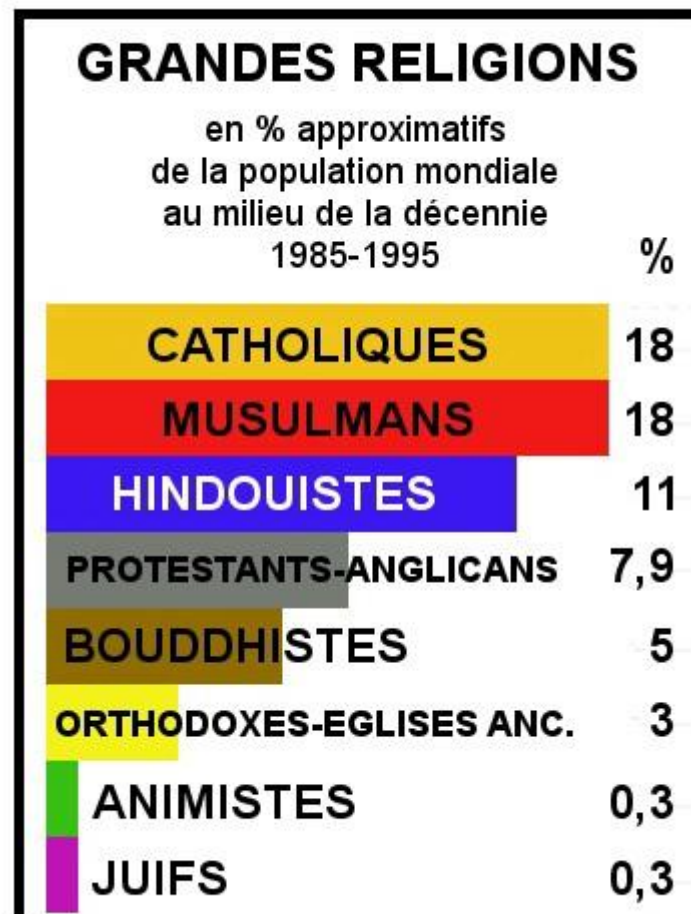 GRANDES RELIGIONS
en % approximatifs
de la population mondiale
au milieu de la décennie
1985-1995 %
CATHOLIQUES 18
MUSULMANS 18
HINDOUISTES 11
PROTESTANTS-ANGLICANS 7,9
BOUDDHISTES 5
ORTHODOXES-EGLISES ANC. 3
ANIMISTES 0,3
JUIFS 0,3